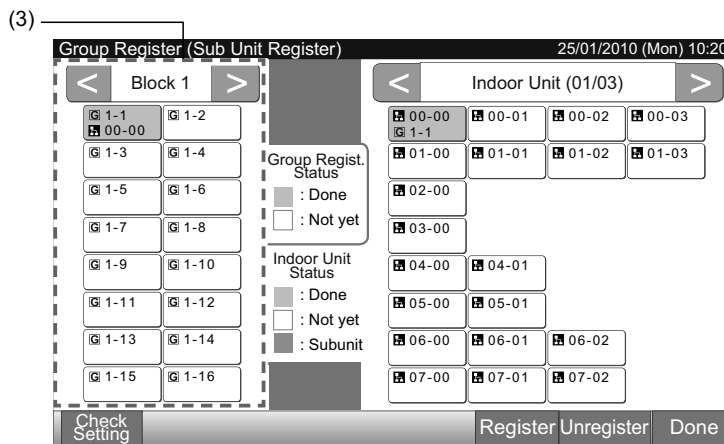 (3)
Group Register (Sub Unit Register) 25/01/2010 (Mon) 10:20
< Block 1 >
G 1-1
00-00
G 1-2
G 1-3 G 1-4
G 1-5 G 1-6
G 1-7 G 1-8
G 1-9 G 1-10
G 1-11 G 1-12
G 1-13 G 1-14
G 1-15 G 1-16
Group Regist.
Status
: Done
: Not yet
Indoor Unit
Status
: Done
: Not yet
: Subunit
< Indoor Unit (01/03) >
00-00
G 1-1
00-01 00-02 00-03
01-00 01-01 01-02 01-03
02-00
03-00
04-00 04-01
05-00 05-01
06-00 06-01 06-02
07-00 07-01 07-02
Check
Setting
Register Unregister Done